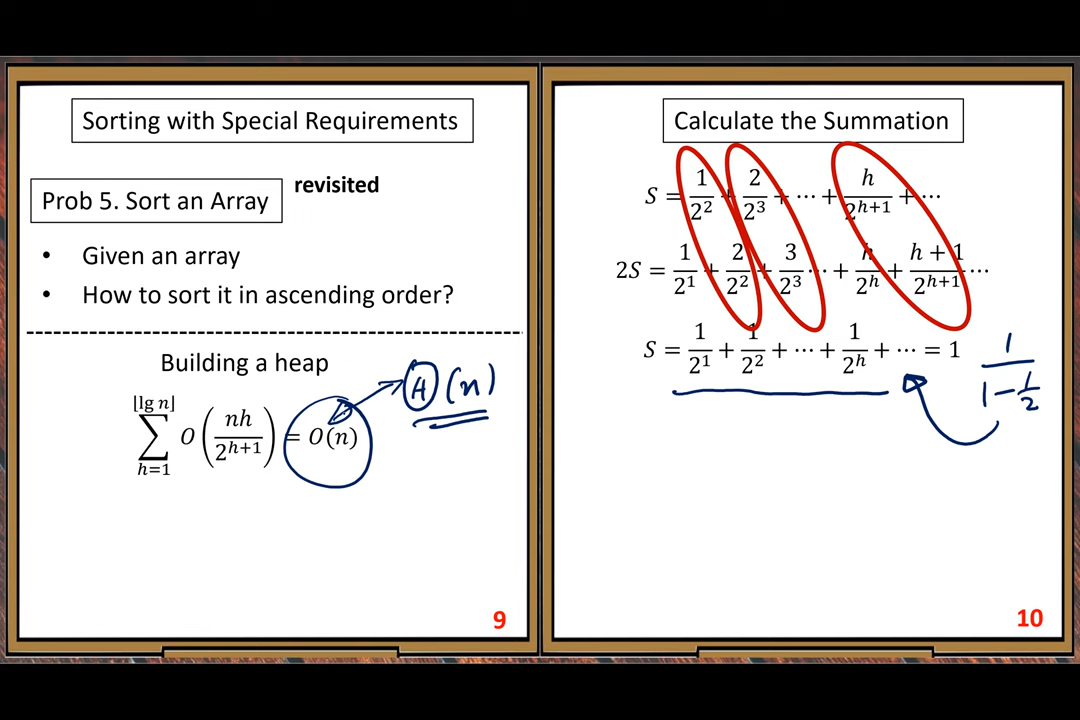 Sorting with Special Requirements
revisited
Prob 5. Sort an Array
• Given an array
• How to sort it in ascending order?
Building a heap
∑_{h=1}^{⌊lg n⌋} O(nh/2^{h+1}) = O(n)
Θ(n)
9
Calculate the Summation
S = 1/2^2 + 2/2^3 + ⋯ + h/2^{h+1} + ⋯
2S = 1/2^1 + 2/2^2 + 3/2^3 ⋯ + h/2^h + h + 1/2^{h+1} ⋯
S = 1/2^1 + 1/2^2 + ⋯ + 1/2^h + ⋯ = 1
1/(1 − 1/2)
10